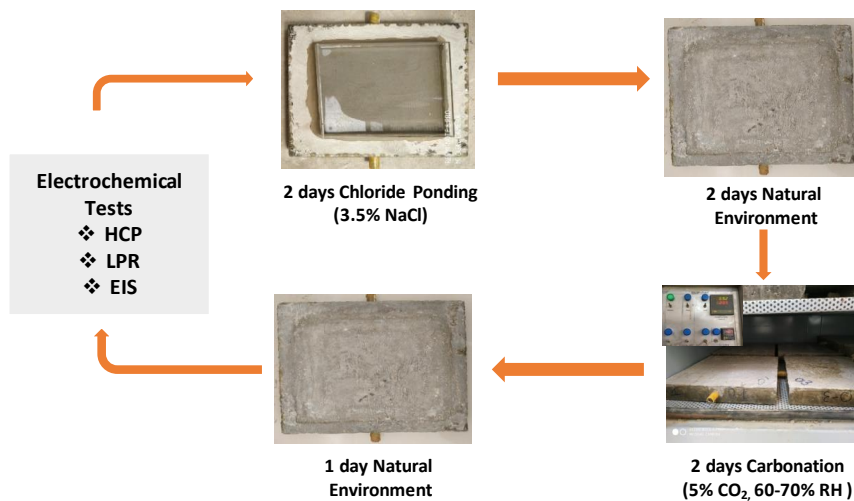 Electrochemical
Tests
❖ HCP
❖ LPR
❖ EIS
2 days Chloride Ponding
(3.5% NaCl)
2 days Natural
Environment
1 day Natural
Environment
2 days Carbonation
(5% CO₂, 60-70% RH )